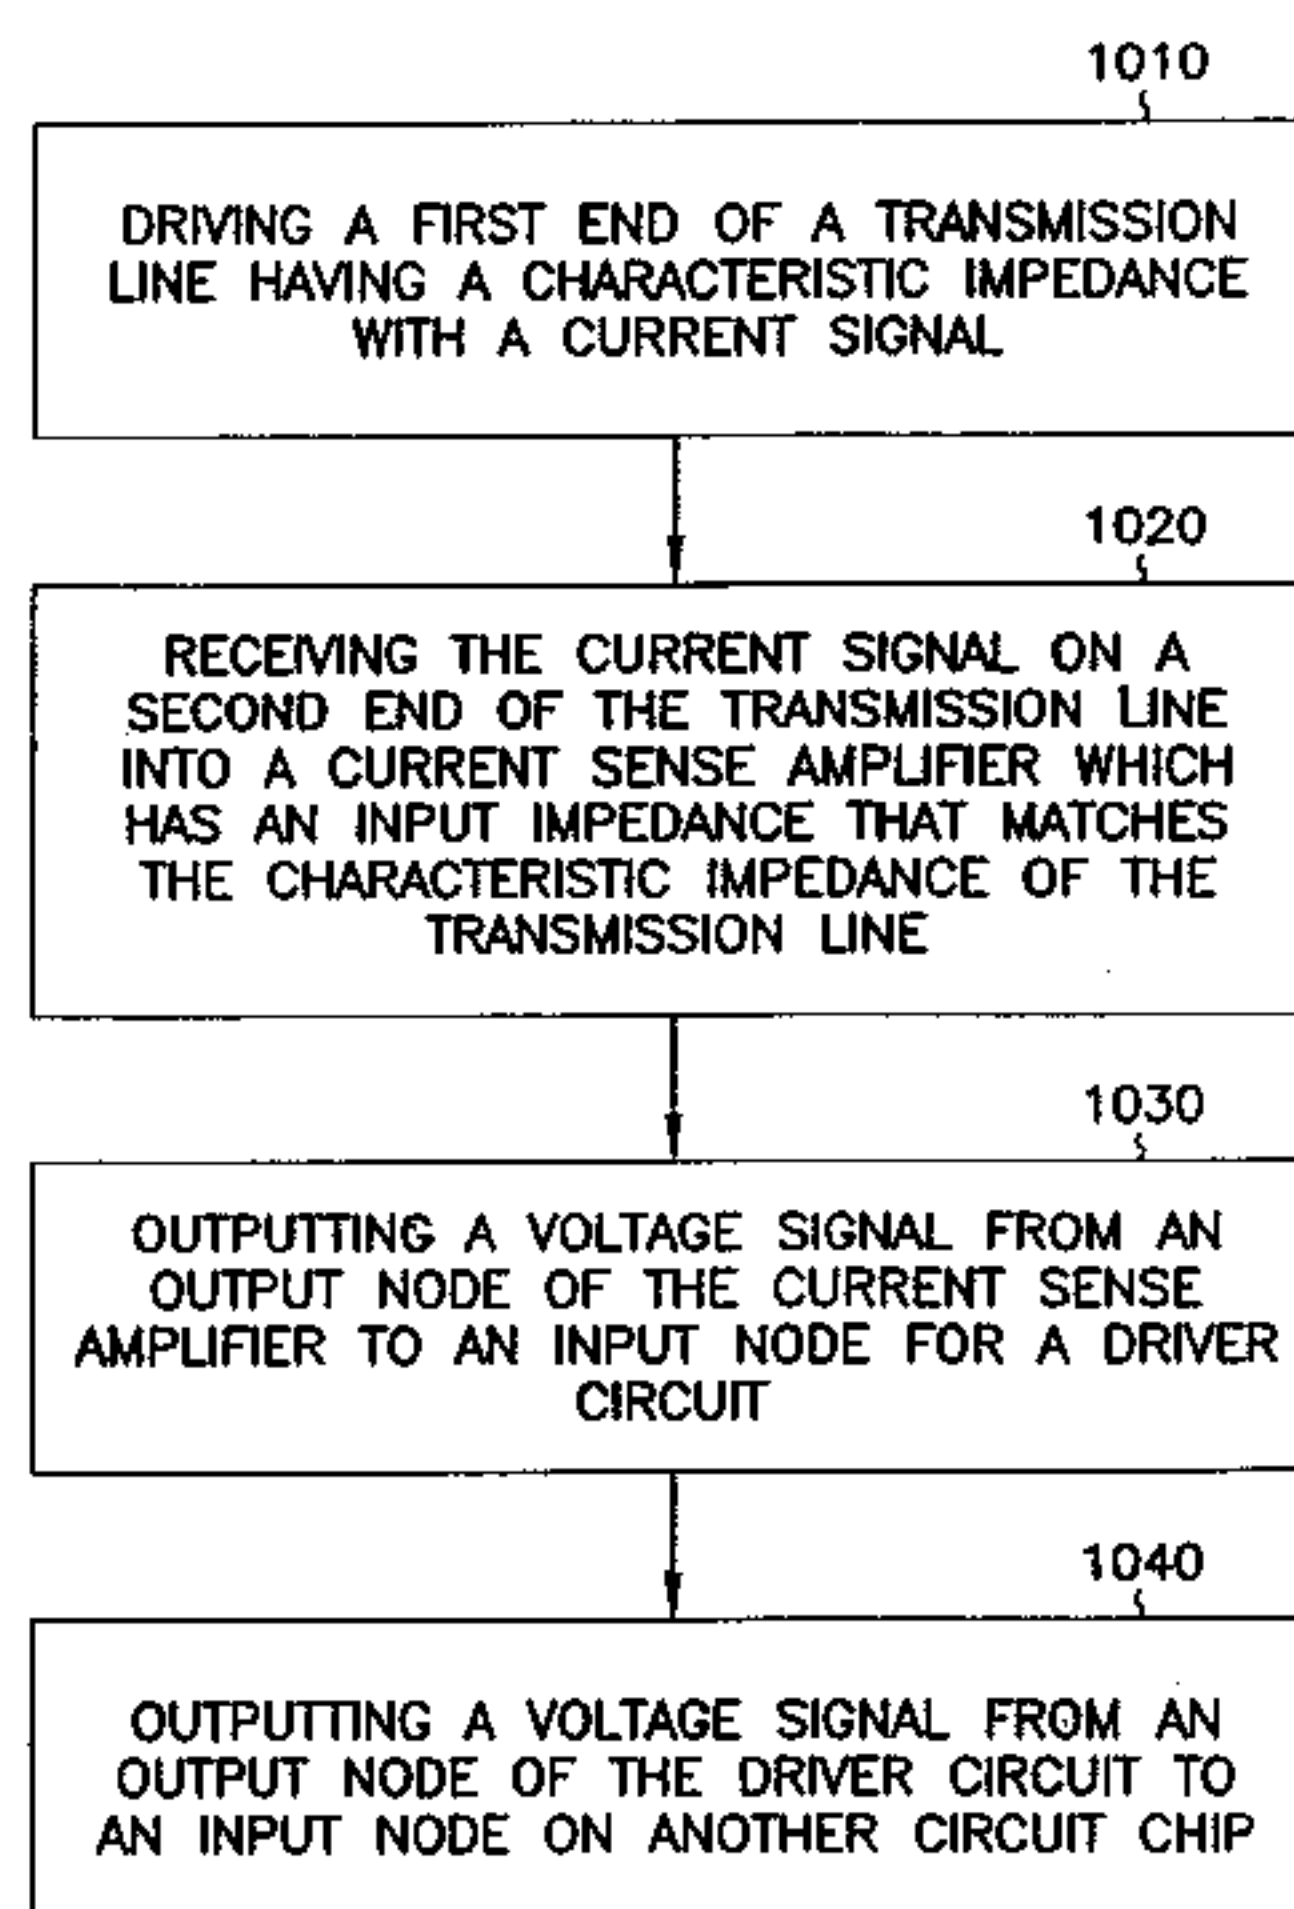 1010
DRIVING A FIRST END OF A TRANSMISSION
LINE HAVING A CHARACTERISTIC IMPEDANCE
WITH A CURRENT SIGNAL
1020
RECEIVING THE CURRENT SIGNAL ON A
SECOND END OF THE TRANSMISSION LINE
INTO A CURRENT SENSE AMPLIFIER WHICH
HAS AN INPUT IMPEDANCE THAT MATCHES
THE CHARACTERISTIC IMPEDANCE OF THE
TRANSMISSION LINE
1030
OUTPUTTING A VOLTAGE SIGNAL FROM AN
OUTPUT NODE OF THE CURRENT SENSE
AMPLIFIER TO AN INPUT NODE FOR A DRIVER
CIRCUIT
1040
OUTPUTTING A VOLTAGE SIGNAL FROM AN
OUTPUT NODE OF THE DRIVER CIRCUIT TO
AN INPUT NODE ON ANOTHER CIRCUIT CHIP